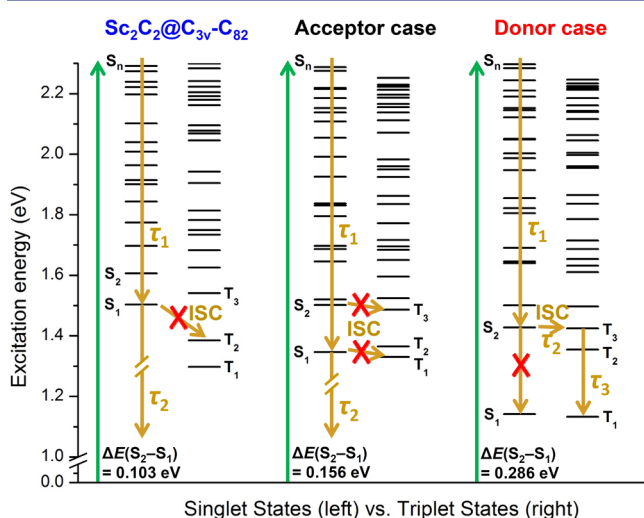 Sc₂C₂@C₃ᵥ-C₈₂ Acceptor case Donor case
Excitation energy (eV)
2.2
2.0
1.8
1.6
1.4
1.2
1.0
0.0
Sₙ
τ₁
S₂
S₁
ISC
T₃
T₂
T₁
τ₂
ΔE(S₂–S₁)
= 0.103 eV
Sₙ
τ₁
S₂
T₃
ISC
S₁
T₂
T₁
τ₂
ΔE(S₂–S₁)
= 0.156 eV
Sₙ
τ₁
ISC
S₂
T₃
τ₂
T₂
τ₃
S₁
T₁
ΔE(S₂–S₁)
= 0.286 eV
Singlet States (left) vs. Triplet States (right)